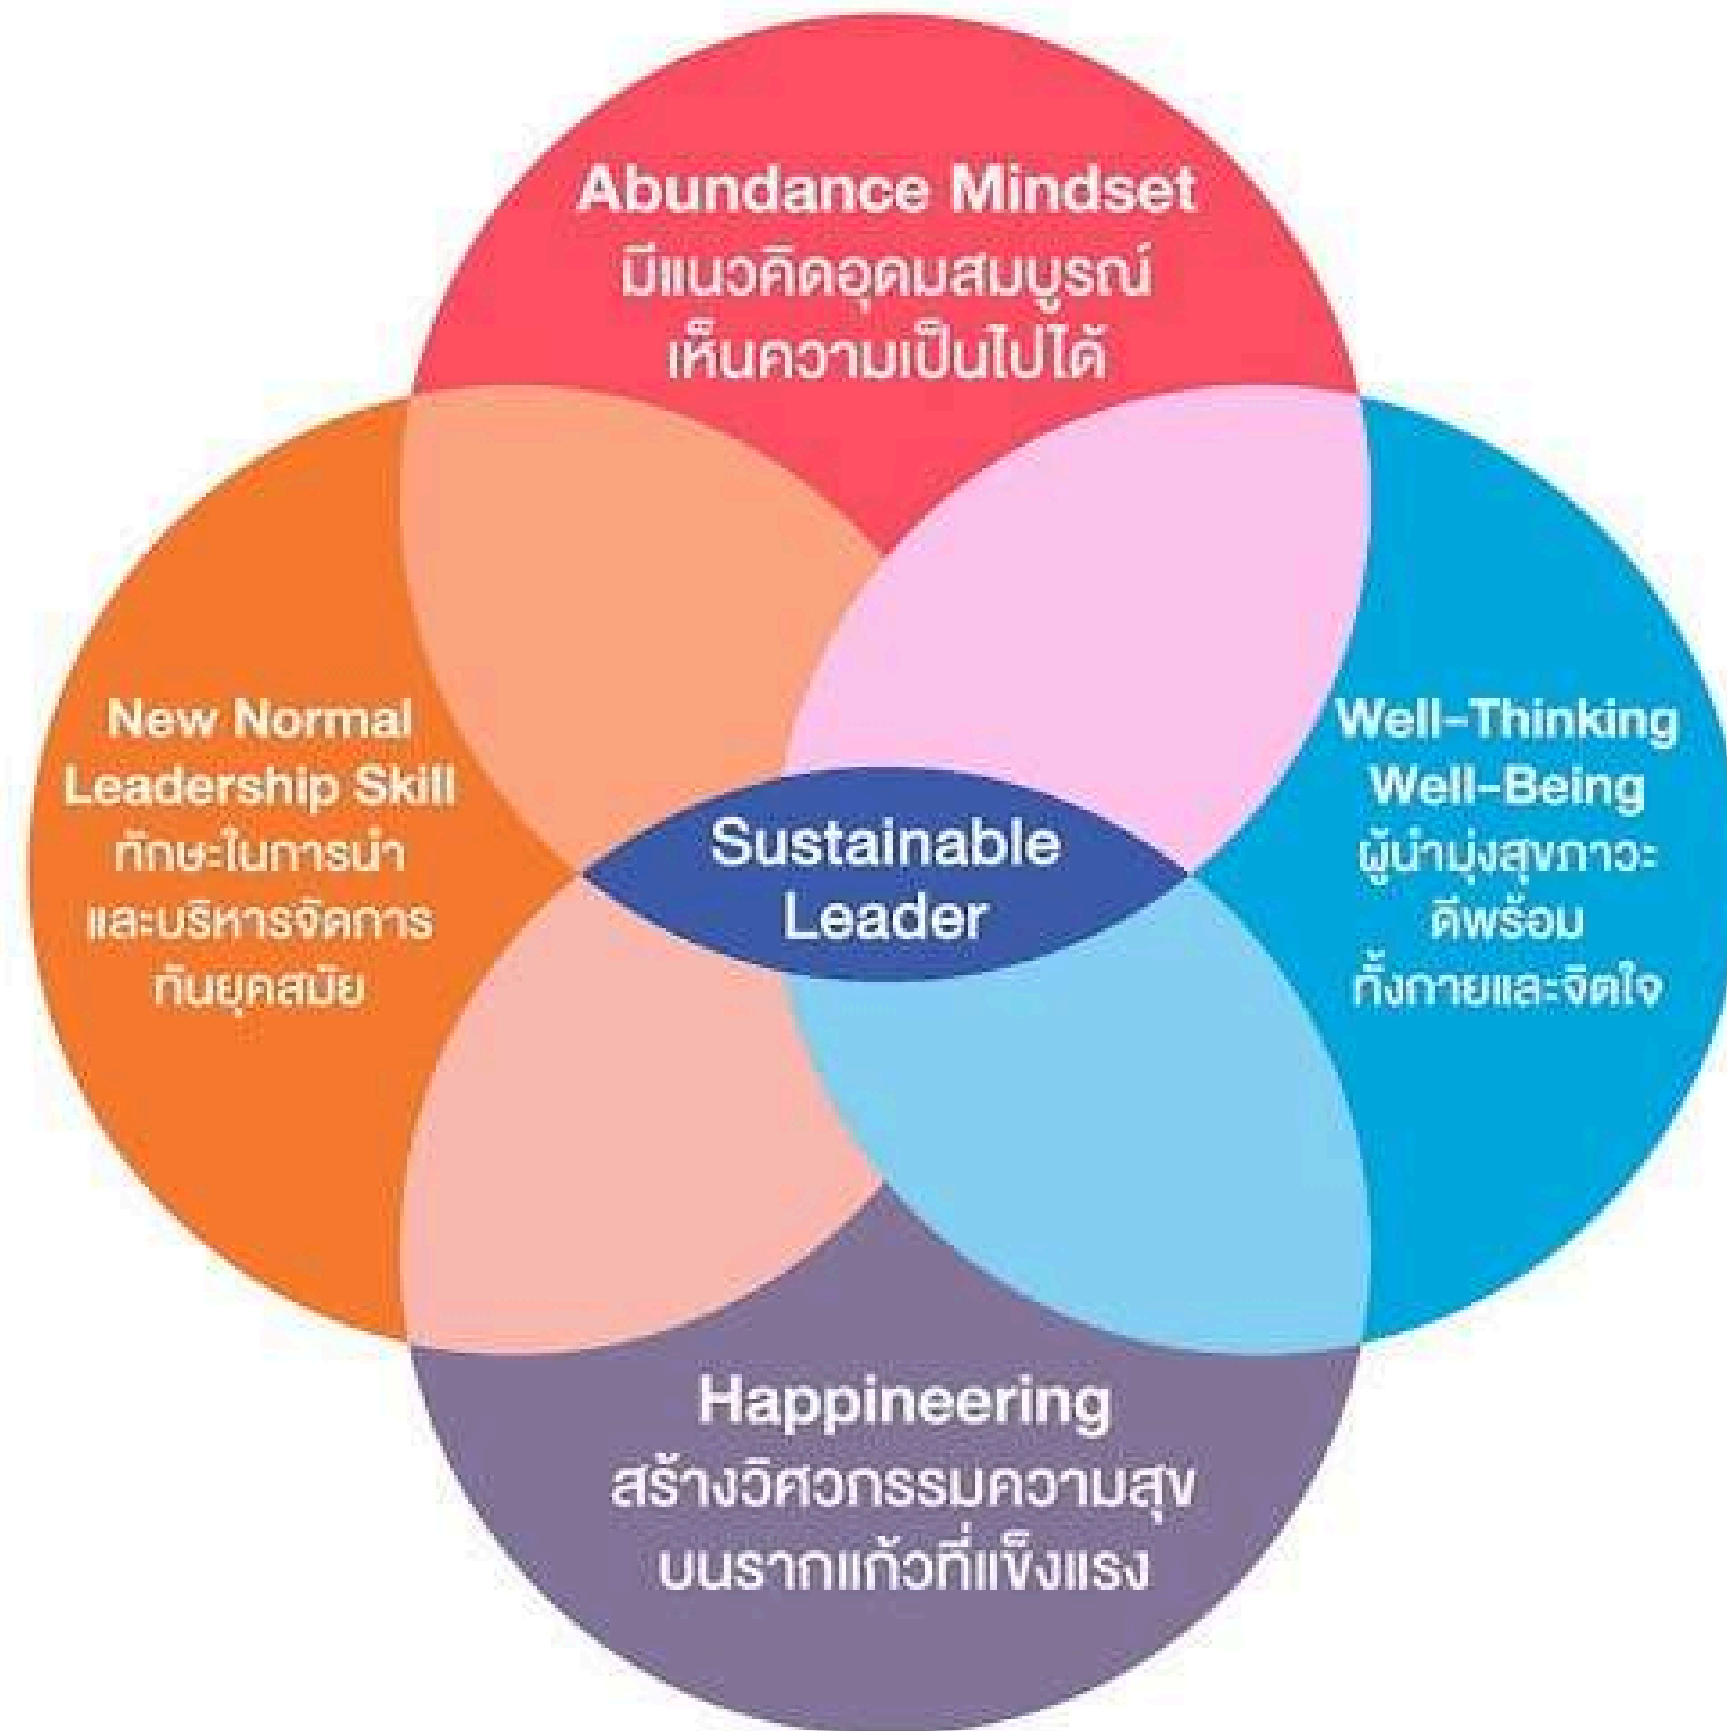 Abundance Mindset
มีแนวคิดอุดมสมบูรณ์
เห็นความเป็นไปได้
New Normal
Leadership Skill
ทักษะในการนำ
และบริหารจัดการ
ทันยุคสมัย
Sustainable
Leader
Well-Thinking
Well-Being
ผู้นำมุ่งสุขภาวะ
ดีพร้อม
ทั้งกายและจิตใจ
Happineering
สร้างวิศวกรรมความสุข
บนรากแก้วที่แข็งแรง